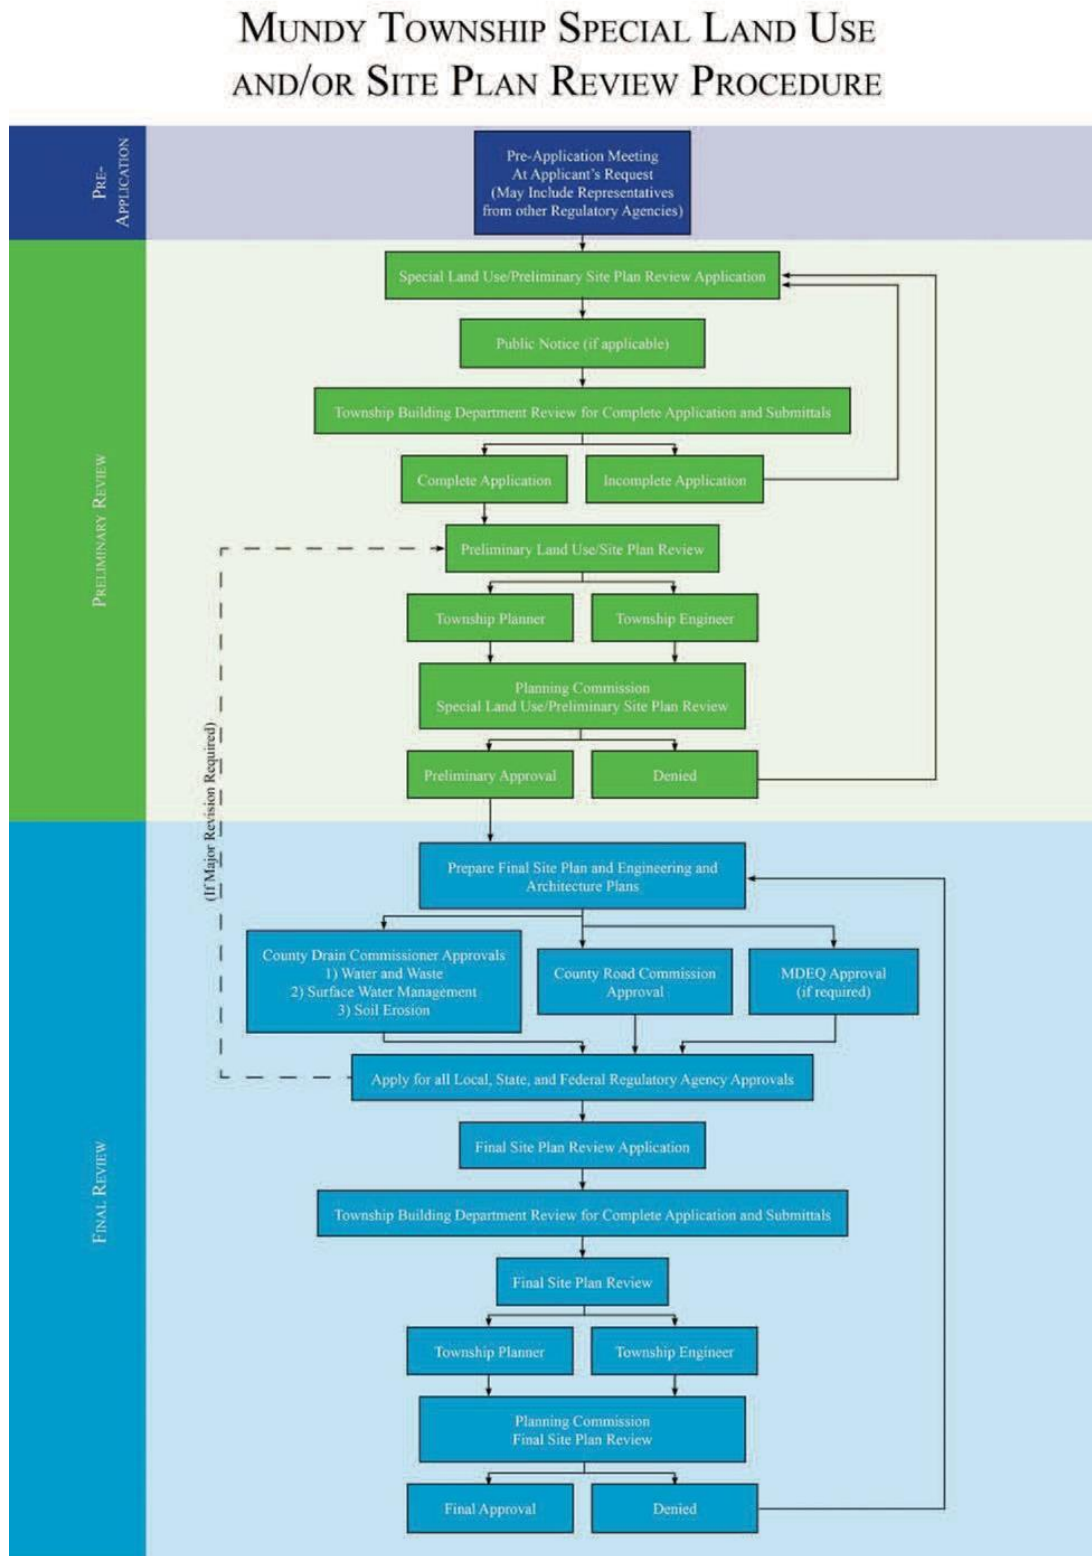 MUNDY TOWNSHIP SPECIAL LAND USE
AND/OR SITE PLAN REVIEW PROCEDURE
PRE-
APPLICATION
Pre-Application Meeting
At Applicant's Request
(May Include Representatives
from other Regulatory Agencies)
PRELIMINARY REVIEW
Special Land Use/Preliminary Site Plan Review Application
Public Notice (if applicable)
Township Building Department Review for Complete Application and Submittals
Complete Application
Incomplete Application
Preliminary Land Use/Site Plan Review
Township Planner
Township Engineer
Planning Commission
Special Land Use/Preliminary Site Plan Review
Preliminary Approval
Denied
(If Major Revision Required)
FINAL REVIEW
Prepare Final Site Plan and Engineering and
Architecture Plans
County Drain Commissioner Approvals
1) Water and Waste
2) Surface Water Management
3) Soil Erosion
County Road Commission
Approval
MDEQ Approval
(if required)
Apply for all Local, State, and Federal Regulatory Agency Approvals
Final Site Plan Review Application
Township Building Department Review for Complete Application and Submittals
Final Site Plan Review
Township Planner
Township Engineer
Planning Commission
Final Site Plan Review
Final Approval
Denied